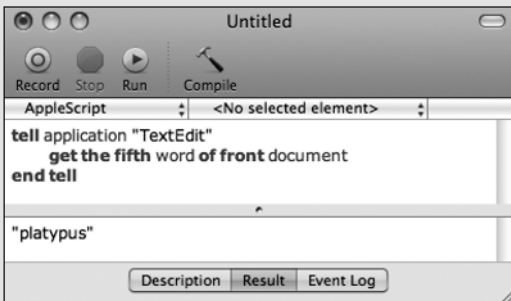 Untitled
Record Stop Run Compile
AppleScript <No selected element>
tell application "TextEdit"
get the fifth word of front document
end tell
"platypus"
Description Result Event Log